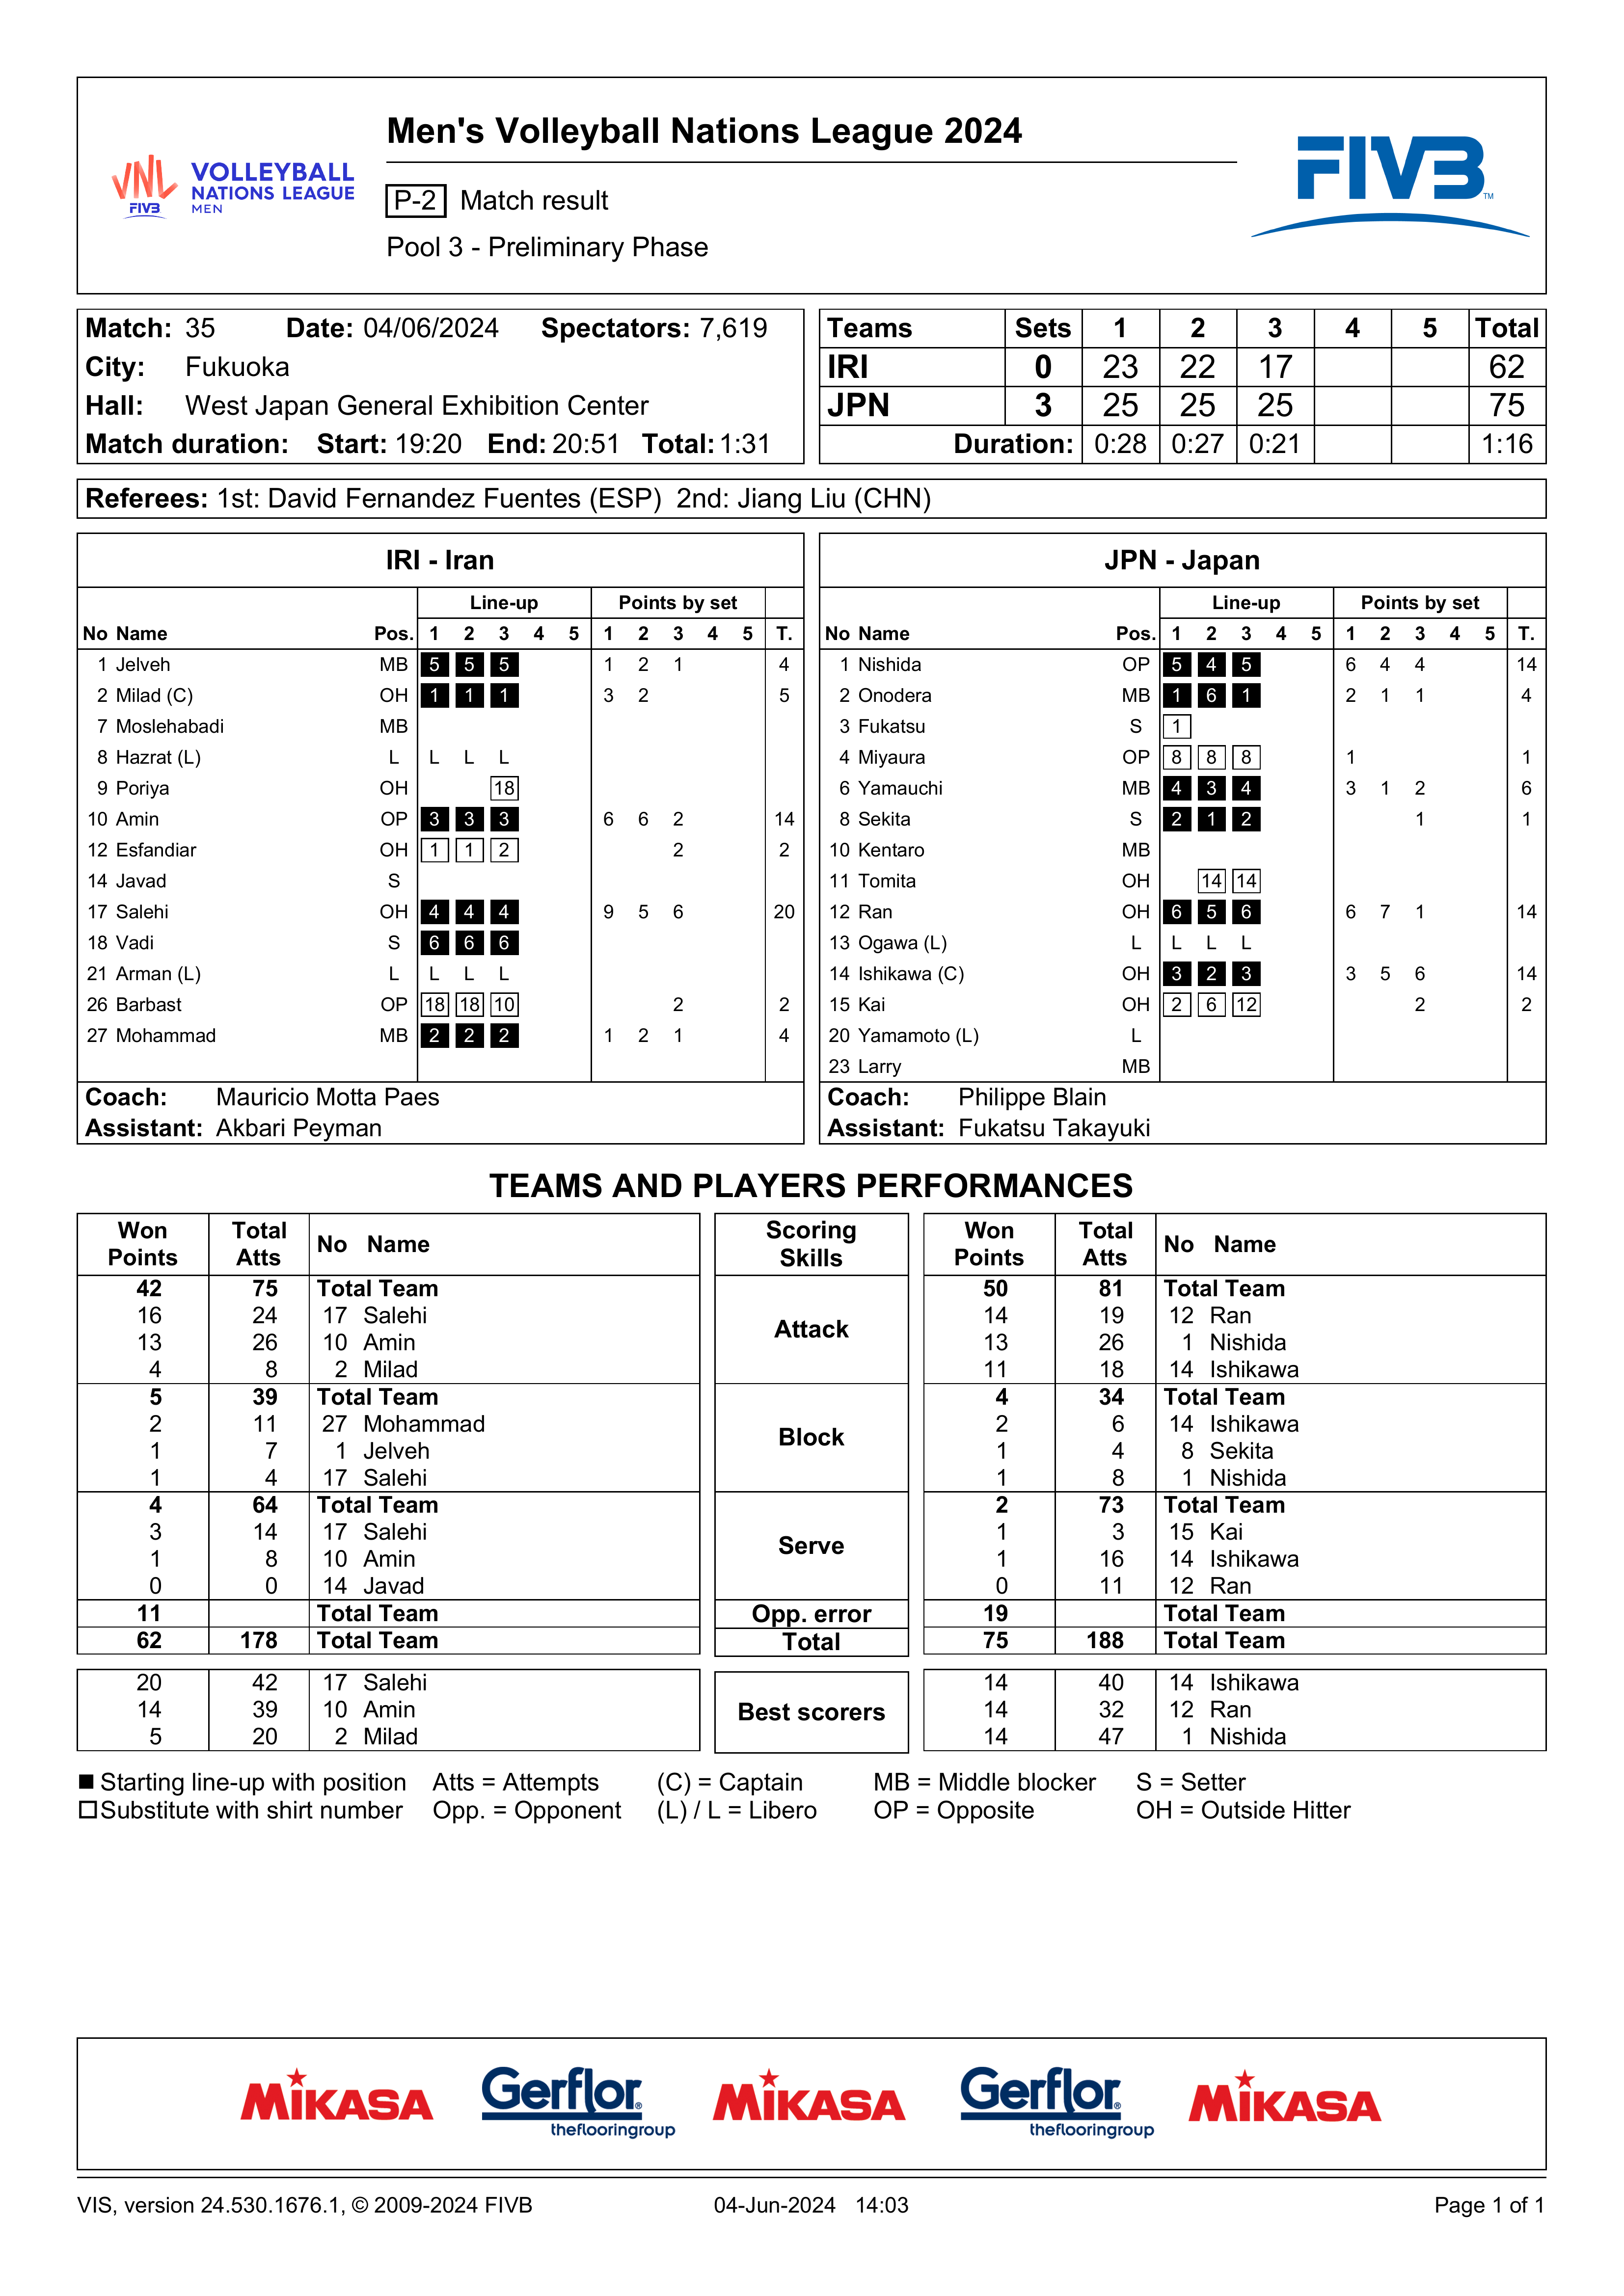 Men's Volleyball Nations League 2024
VNL FIVB VOLLEYBALL NATIONS LEAGUE MEN
P-2 Match result
Pool 3 - Preliminary Phase
FIVB TM
Match: 35 Date: 04/06/2024 Spectators: 7,619
City: Fukuoka
Hall: West Japan General Exhibition Center
Match duration: Start: 19:20 End: 20:51 Total: 1:31
Teams Sets 1 2 3 4 5 Total
IRI 0 23 22 17 62
JPN 3 25 25 25 75
Duration: 0:28 0:27 0:21 1:16
Referees: 1st: David Fernandez Fuentes (ESP) 2nd: Jiang Liu (CHN)
IRI - Iran
Line-up Points by set
No Name Pos. 1 2 3 4 5 1 2 3 4 5 T.
1 Jelveh MB 5 5 5 1 2 1 4
2 Milad (C) OH 1 1 1 3 2 5
7 Moslehabadi MB
8 Hazrat (L) L L L L
9 Poriya OH 18
10 Amin OP 3 3 3 6 6 2 14
12 Esfandiar OH 1 1 2 2 2
14 Javad S
17 Salehi OH 4 4 4 9 5 6 20
18 Vadi S 6 6 6
21 Arman (L) L L L L
26 Barbast OP 18 18 10 2 2
27 Mohammad MB 2 2 2 1 2 1 4
Coach: Mauricio Motta Paes
Assistant: Akbari Peyman
JPN - Japan
Line-up Points by set
No Name Pos. 1 2 3 4 5 1 2 3 4 5 T.
1 Nishida OP 5 4 5 6 4 4 14
2 Onodera MB 1 6 1 2 1 1 4
3 Fukatsu S 1
4 Miyaura OP 8 8 8 1 1
6 Yamauchi MB 4 3 4 3 1 2 6
8 Sekita S 2 1 2 1 1
10 Kentaro MB
11 Tomita OH 14 14
12 Ran OH 6 5 6 6 7 1 14
13 Ogawa (L) L L L L
14 Ishikawa (C) OH 3 2 3 3 5 6 14
15 Kai OH 2 6 12 2 2
20 Yamamoto (L) L
23 Larry MB
Coach: Philippe Blain
Assistant: Fukatsu Takayuki
TEAMS AND PLAYERS PERFORMANCES
Won Points Total Atts No Name Scoring Skills Won Points Total Atts No Name
42 75 Total Team Attack 50 81 Total Team
16 24 17 Salehi 14 19 12 Ran
13 26 10 Amin 13 26 1 Nishida
4 8 2 Milad 11 18 14 Ishikawa
5 39 Total Team Block 4 34 Total Team
2 11 27 Mohammad 2 6 14 Ishikawa
1 7 1 Jelveh 1 4 8 Sekita
1 4 17 Salehi 1 8 1 Nishida
4 64 Total Team Serve 2 73 Total Team
3 14 17 Salehi 1 3 15 Kai
1 8 10 Amin 1 16 14 Ishikawa
0 0 14 Javad 0 11 12 Ran
11 Total Team Opp. error 19 Total Team
62 178 Total Team Total 75 188 Total Team
20 42 17 Salehi Best scorers 14 40 14 Ishikawa
14 39 10 Amin 14 32 12 Ran
5 20 2 Milad 14 47 1 Nishida
Starting line-up with position Atts = Attempts (C) = Captain MB = Middle blocker S = Setter
Substitute with shirt number Opp. = Opponent (L) / L = Libero OP = Opposite OH = Outside Hitter
MIKASA Gerflor® theflooringgroup MIKASA Gerflor® theflooringgroup MIKASA
VIS, version 24.530.1676.1, © 2009-2024 FIVB 04-Jun-2024 14:03 Page 1 of 1